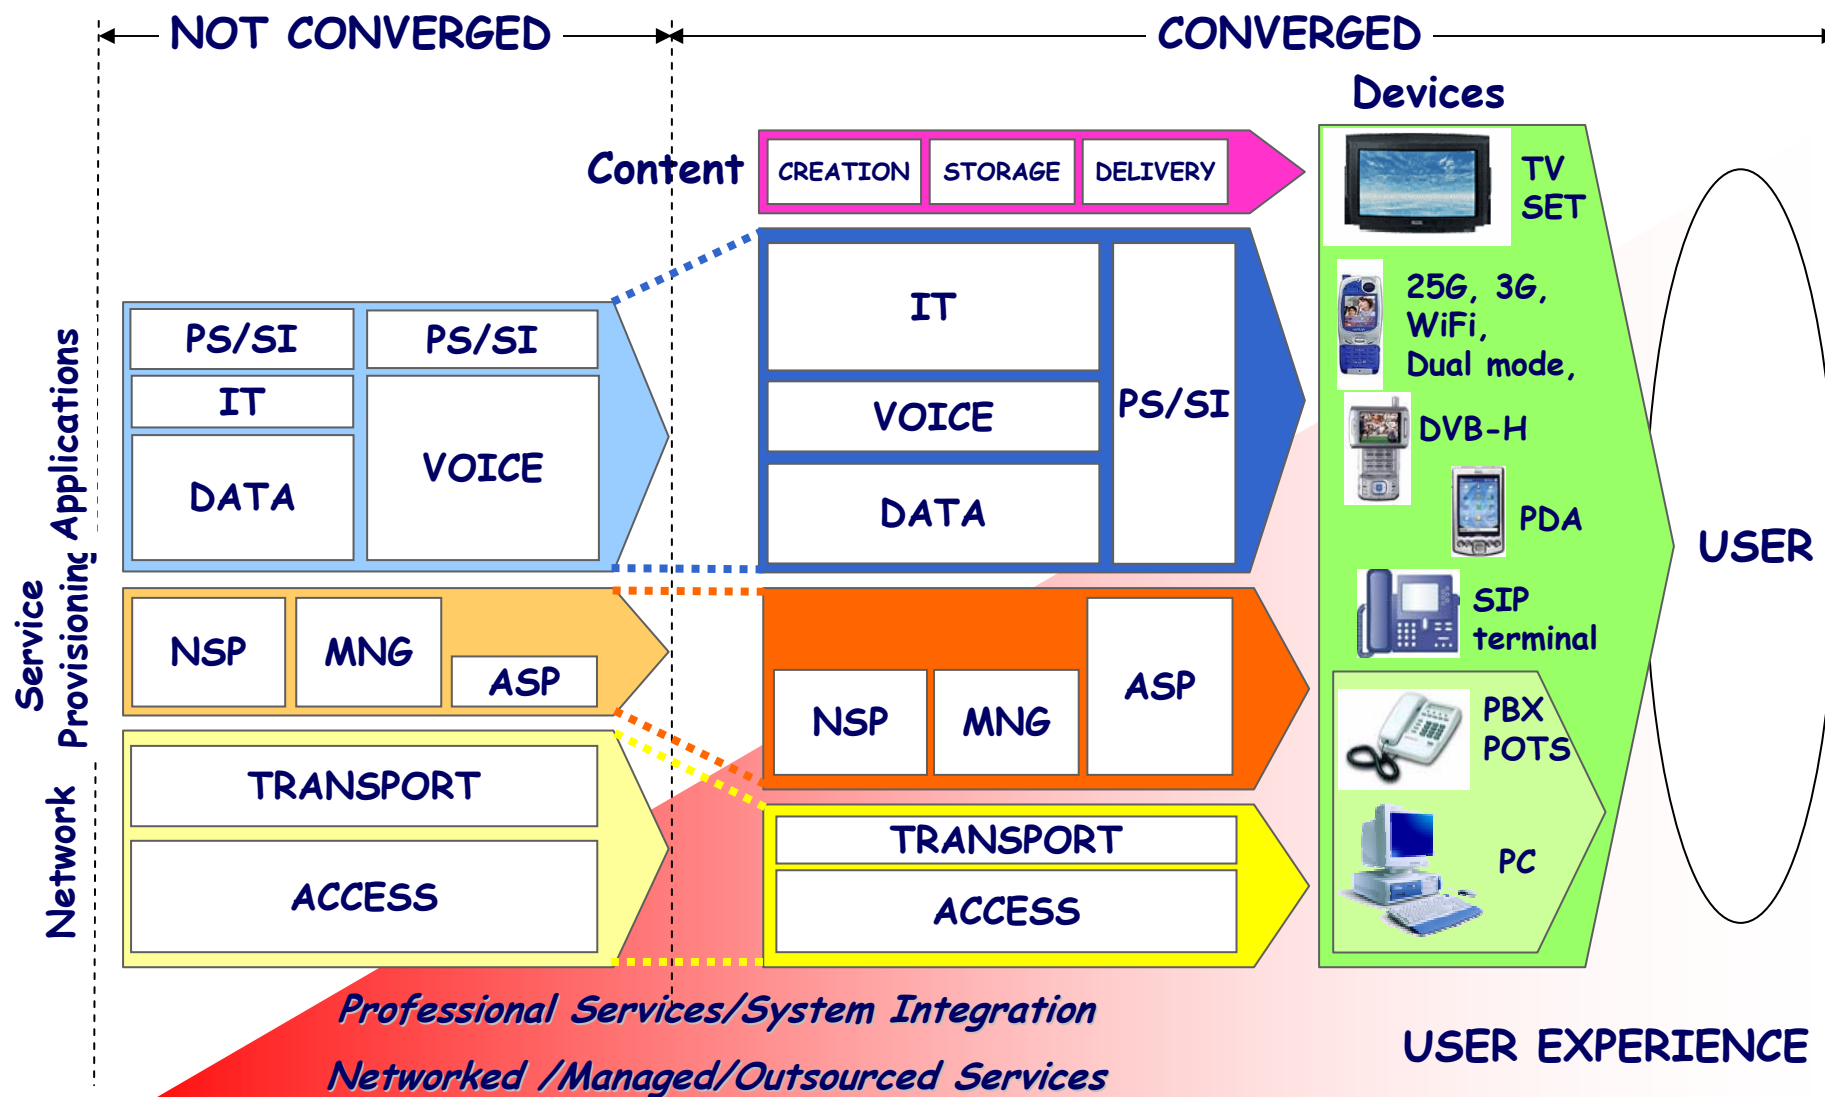 NOT CONVERGED
CONVERGED
Devices
Content
CREATION
STORAGE
DELIVERY
TV
SET
25G, 3G,
WiFi,
Dual mode,
DVB-H
PDA
SIP
terminal
PBX
POTS
PC
USER
Applications
PS/SI
PS/SI
IT
DATA
VOICE
IT
VOICE
DATA
PS/SI
Service
Provisioning
NSP
MNG
ASP
NSP
MNG
ASP
Network
TRANSPORT
ACCESS
TRANSPORT
ACCESS
Professional Services/System Integration
Networked /Managed/Outsourced Services
USER EXPERIENCE